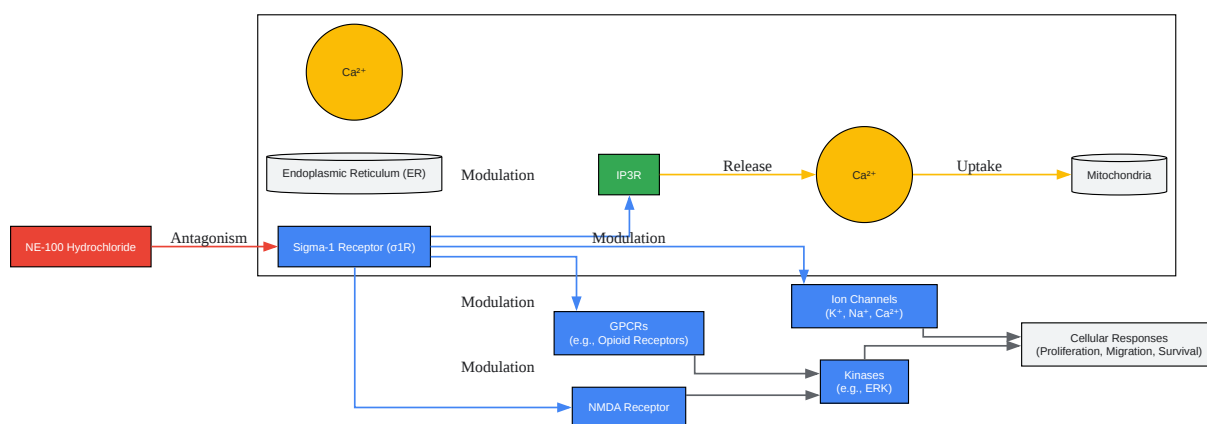 Ca²⁺
Endoplasmic Reticulum (ER)
Modulation
IP3R
Release
Ca²⁺
Uptake
Mitochondria
NE-100 Hydrochloride
Antagonism
Sigma-1 Receptor (σ1R)
Modulation
Modulation
Ion Channels
(K⁺, Na⁺, Ca²⁺)
GPCRs
(e.g., Opioid Receptors)
Cellular Responses
(Proliferation, Migration, Survival)
Modulation
Kinases
(e.g., ERK)
NMDA Receptor